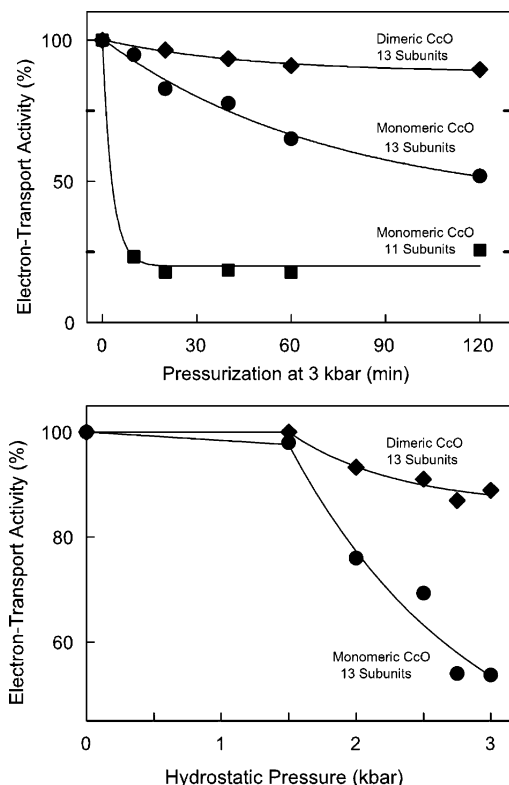 Electron-Transport Activity (%)
100
50
0
Dimeric CcO
13 Subunits
Monomeric CcO
13 Subunits
Monomeric CcO
11 Subunits
0 30 60 90 120
Pressurization at 3 kbar (min)
Electron-Transport Activity (%)
100
80
60
Dimeric CcO
13 Subunits
Monomeric CcO
13 Subunits
0 1 2 3
Hydrostatic Pressure (kbar)